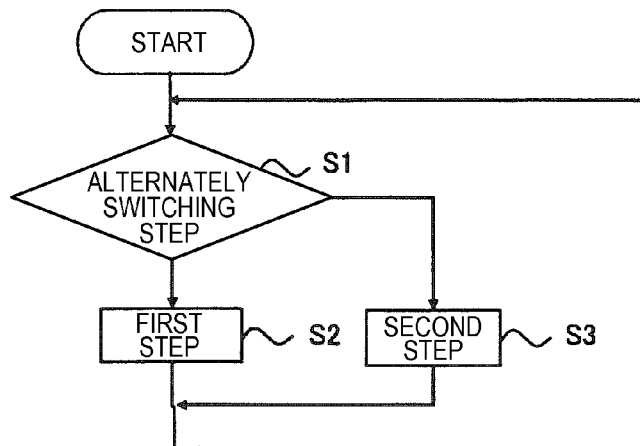 START
S1
ALTERNATELY
SWITCHING
STEP
FIRST
STEP
S2
SECOND
STEP
S3